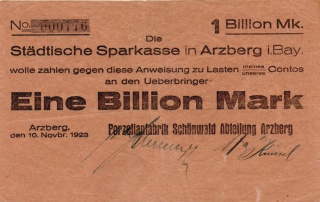 No. 000776
1 Billion Mk.
Die
Städtische Sparkasse in Arzberg i.Bay.
wolle zahlen gegen diese Anweisung zu Lasten meines unseres Contos
an den Ueberbringer
Eine Billion Mark
Arzberg,
den 10. Novbr. 1923
Porzellanfabrik Schönwald Abteilung Arzberg